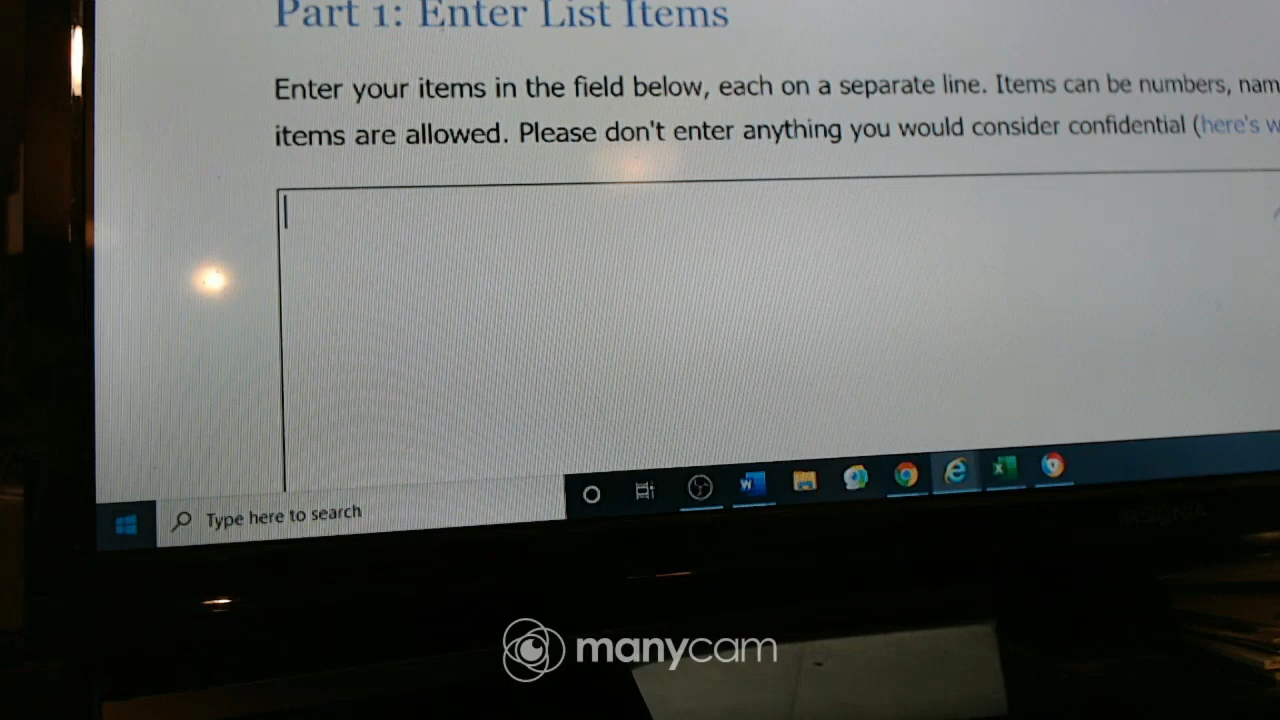 Part 1: Enter List Items
Enter your items in the field below, each on a separate line. Items can be numbers, nam
items are allowed. Please don't enter anything you would consider confidential (here's w
Type here to search
manycam